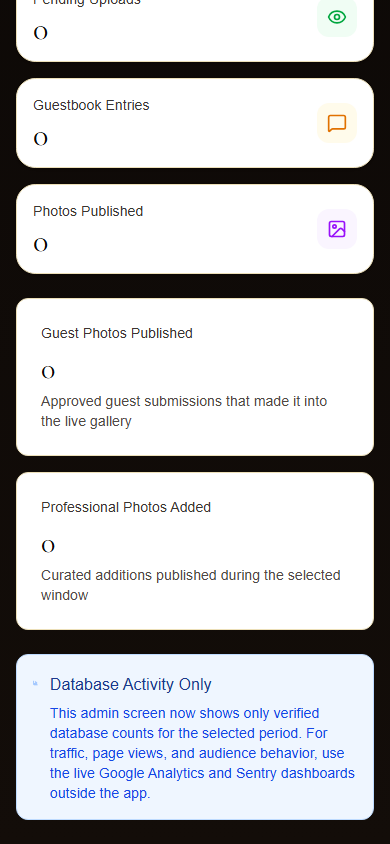 Pending Uploads
0
Guestbook Entries
0
Photos Published
0
Guest Photos Published
0
Approved guest submissions that made it into
the live gallery
Professional Photos Added
0
Curated additions published during the selected
window
Database Activity Only
This admin screen now shows only verified
database counts for the selected period. For
traffic, page views, and audience behavior, use
the live Google Analytics and Sentry dashboards
outside the app.